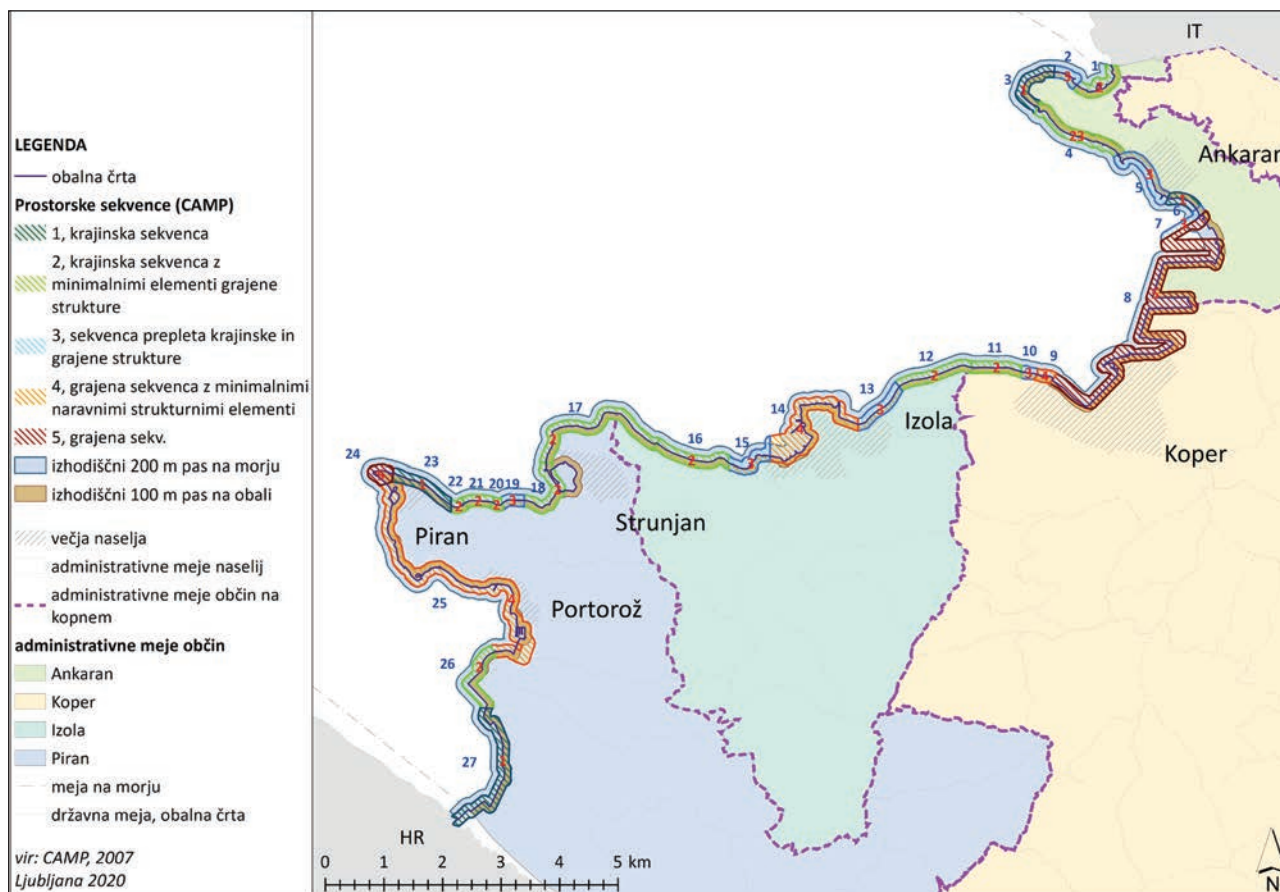 LEGENDA
obalna črta
Prostorske sekvence (CAMP)
1, krajinska sekvenca
2, krajinska sekvenca z
minimalnimi elementi grajene
strukture
3, sekvenca prepleta krajinske in
grajene strukture
4, grajena sekvenca z minimalnimi
naravnimi strukturnimi elementi
5, grajena sekv.
izhodiščni 200 m pas na morju
izhodiščni 100 m pas na obali
večja naselja
administrativne meje naselij
administrativne meje občin na
kopnem
administrativne meje občin
Ankaran
Koper
Izola
Piran
meja na morju
državna meja, obalna črta
vir: CAMP, 2007
Ljubljana 2020
IT
2
1
3
23
4
Ankaran
5
6
7
8
12
11
10
9
13
14
Izola
Koper
17
16
15
24
23
22
21
20
19
18
Piran
Strunjan
25
Portorož
26
27
HR
0 1 2 3 4 5 km
N